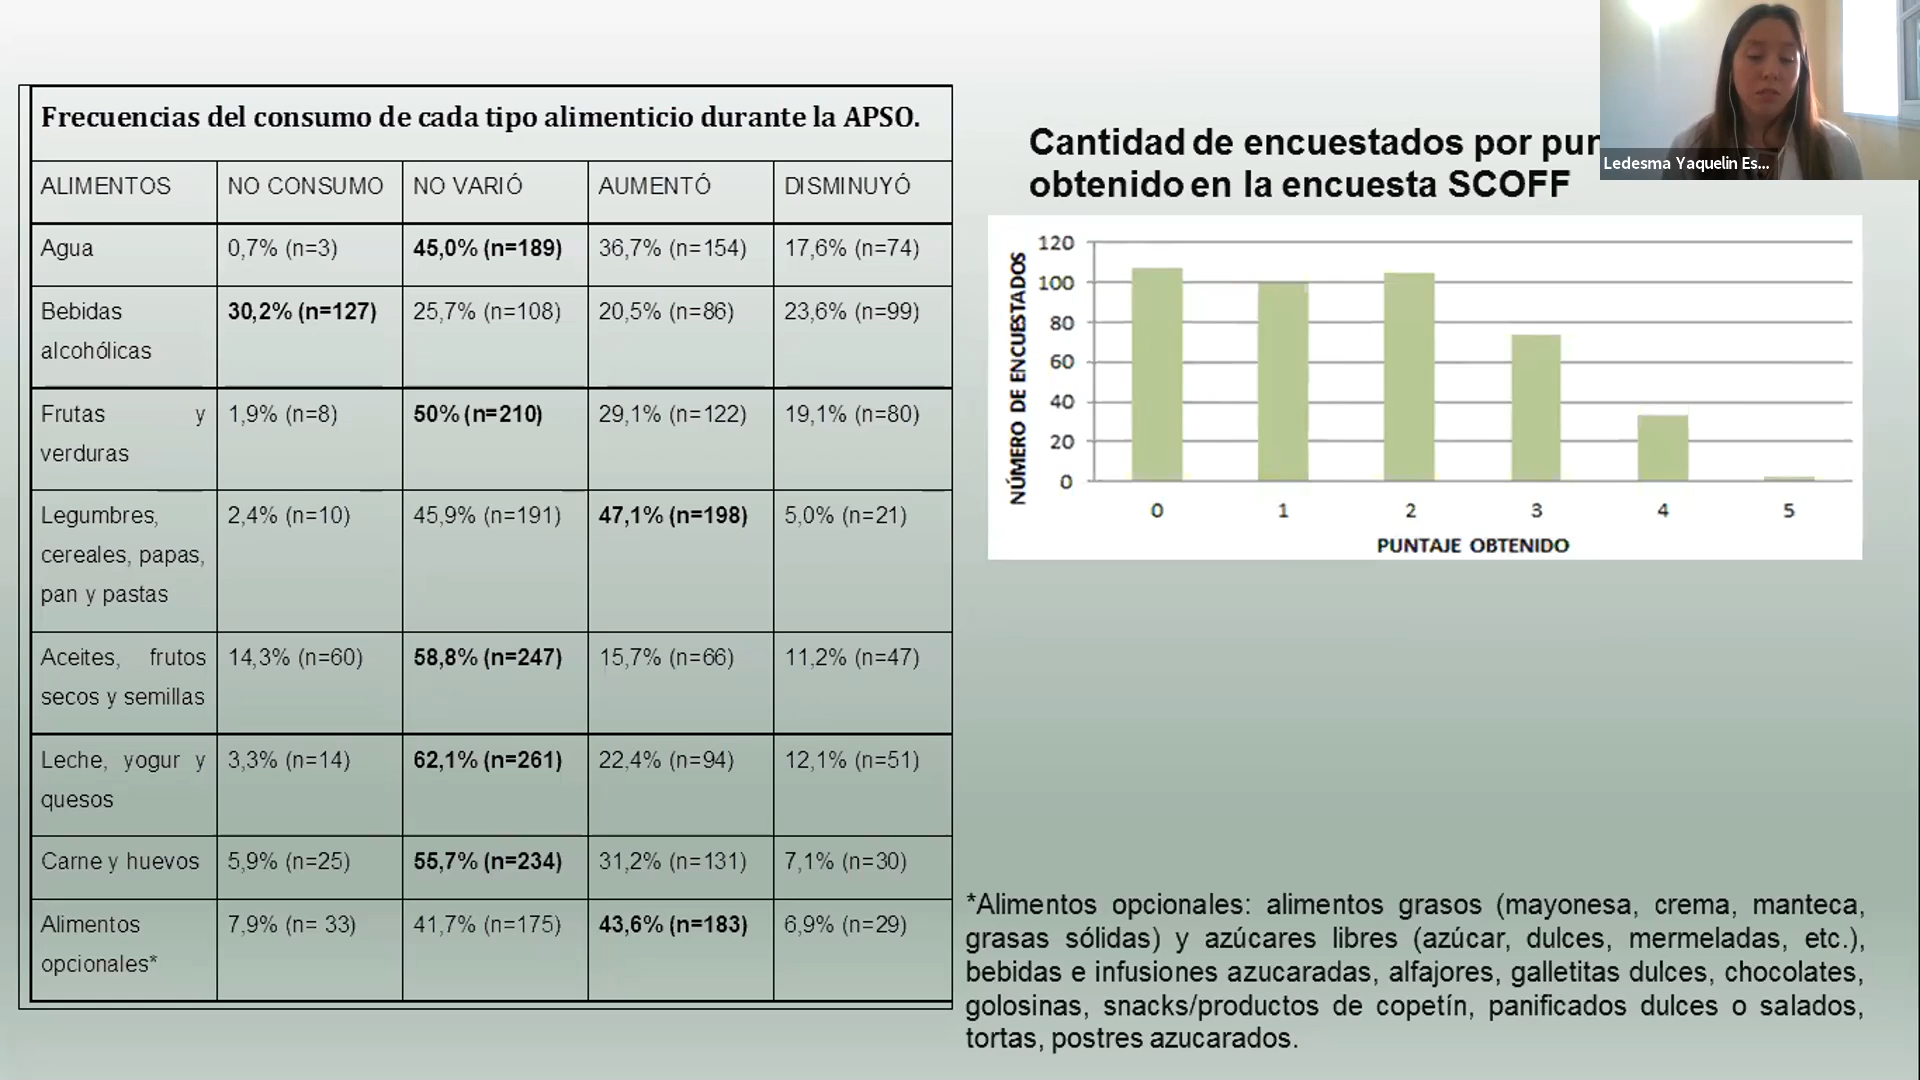 Frecuencias del consumo de cada tipo alimenticio durante la APSO.
ALIMENTOS NO CONSUMO NO VARIÓ AUMENTÓ DISMINUYÓ
Agua 0,7% (n=3) 45,0% (n=189) 36,7% (n=154) 17,6% (n=74)
Bebidas 30,2% (n=127) 25,7% (n=108) 20,5% (n=86) 23,6% (n=99)
alcohólicas
Frutas y 1,9% (n=8) 50% (n=210) 29,1% (n=122) 19,1% (n=80)
verduras
Legumbres, 2,4% (n=10) 45,9% (n=191) 47,1% (n=198) 5,0% (n=21)
cereales, papas,
pan y pastas
Aceites, frutos 14,3% (n=60) 58,8% (n=247) 15,7% (n=66) 11,2% (n=47)
secos y semillas
Leche, yogur y 3,3% (n=14) 62,1% (n=261) 22,4% (n=94) 12,1% (n=51)
quesos
Carne y huevos 5,9% (n=25) 55,7% (n=234) 31,2% (n=131) 7,1% (n=30)
Alimentos 7,9% (n= 33) 41,7% (n=175) 43,6% (n=183) 6,9% (n=29)
opcionales*
Cantidad de encuestados por
obtenido en la encuesta SCOFF
Ledesma Yaquelin Es...
NÚMERO DE ENCUESTADOS
120
100
80
60
40
20
0
0 1 2 3 4 5
PUNTAJE OBTENIDO
*Alimentos opcionales: alimentos grasos (mayonesa, crema, manteca,
grasas sólidas) y azúcares libres (azúcar, dulces, mermeladas, etc.),
bebidas e infusiones azucaradas, alfajores, galletitas dulces, chocolates,
golosinas, snacks/productos de copetín, panificados dulces o salados,
tortas, postres azucarados.